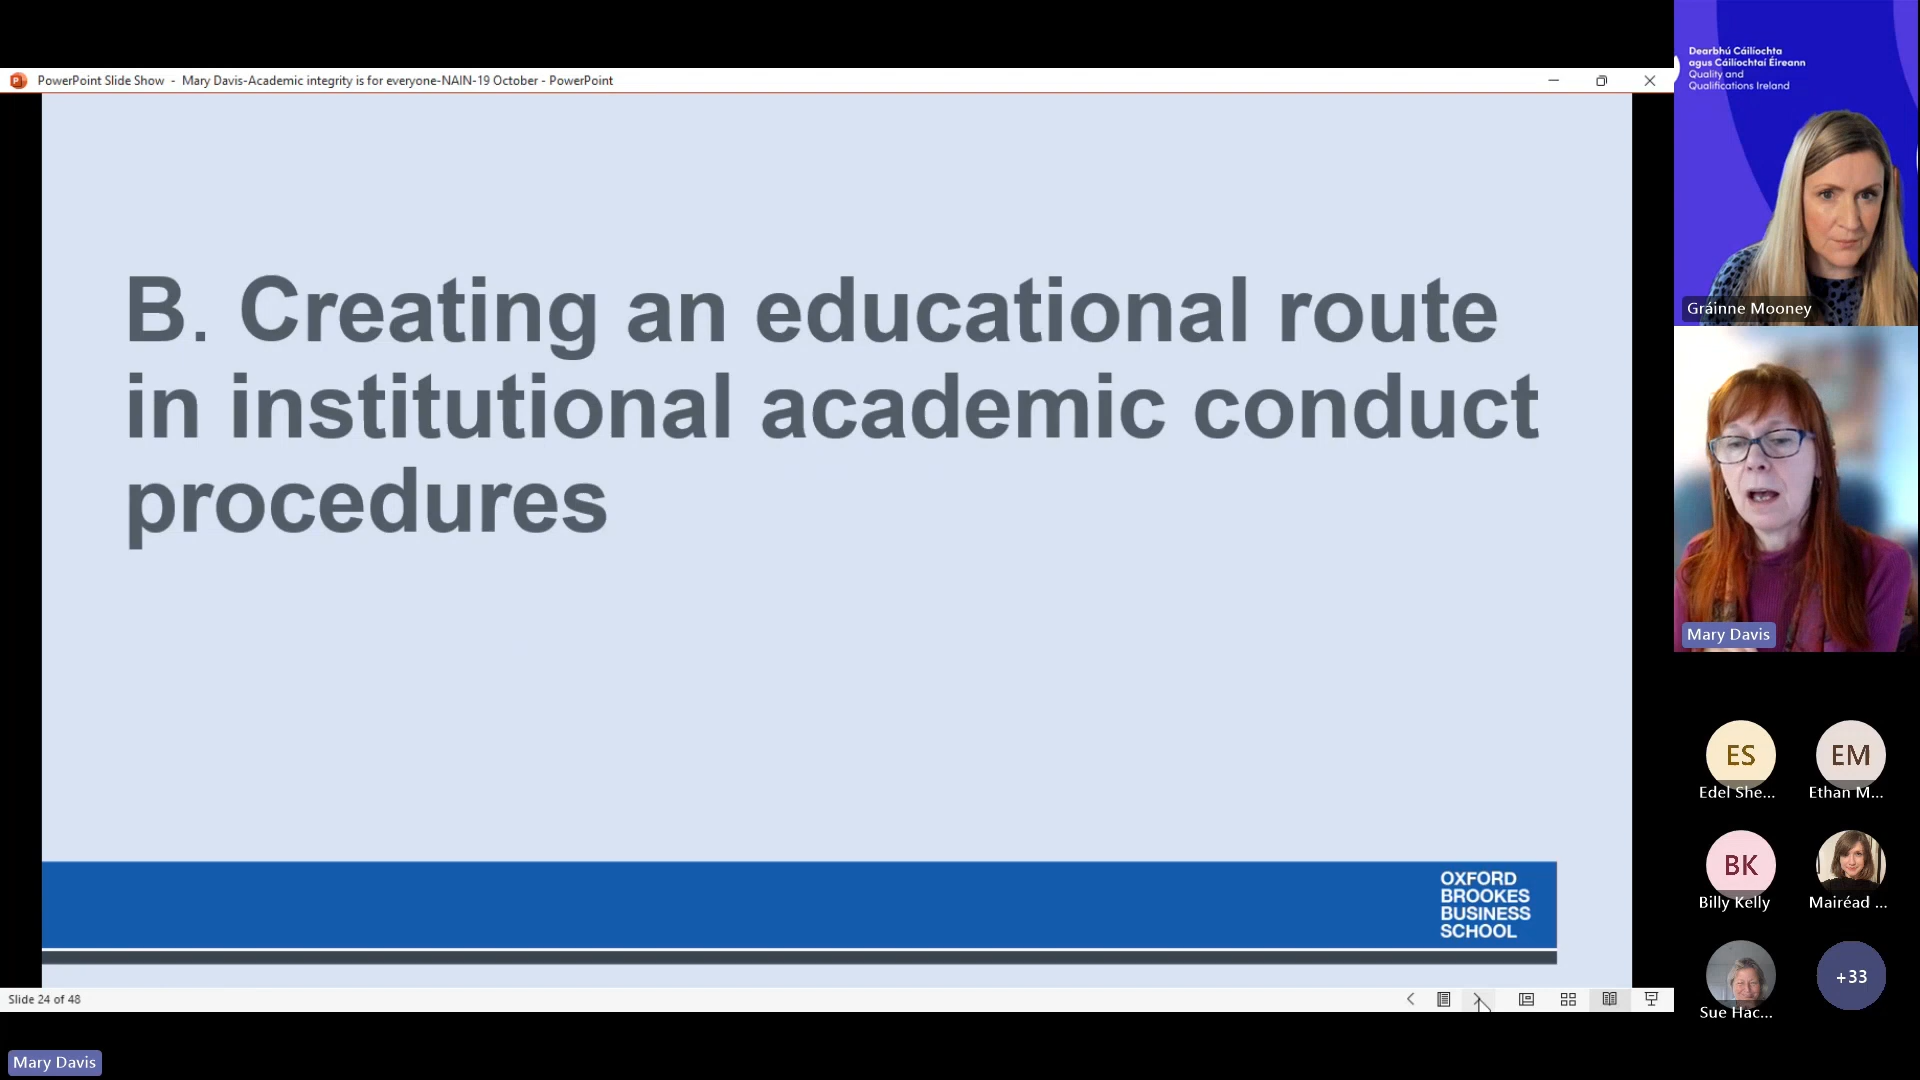 PowerPoint Slide Show - Mary Davis-Academic integrity is for everyone-NAIN-19 October - PowerPoint
B. Creating an educational route
in institutional academic conduct
procedures
OXFORD
BROOKES
BUSINESS
SCHOOL
Slide 24 of 48
Mary Davis
Dearbhú Cáilíochta
agus Cáilíochtaí Éireann
Quality and
Qualifications Ireland
Gráinne Mooney
Mary Davis
ES
Edel She...
EM
Ethan M...
BK
Billy Kelly
Mairéad ...
Sue Hac...
+33